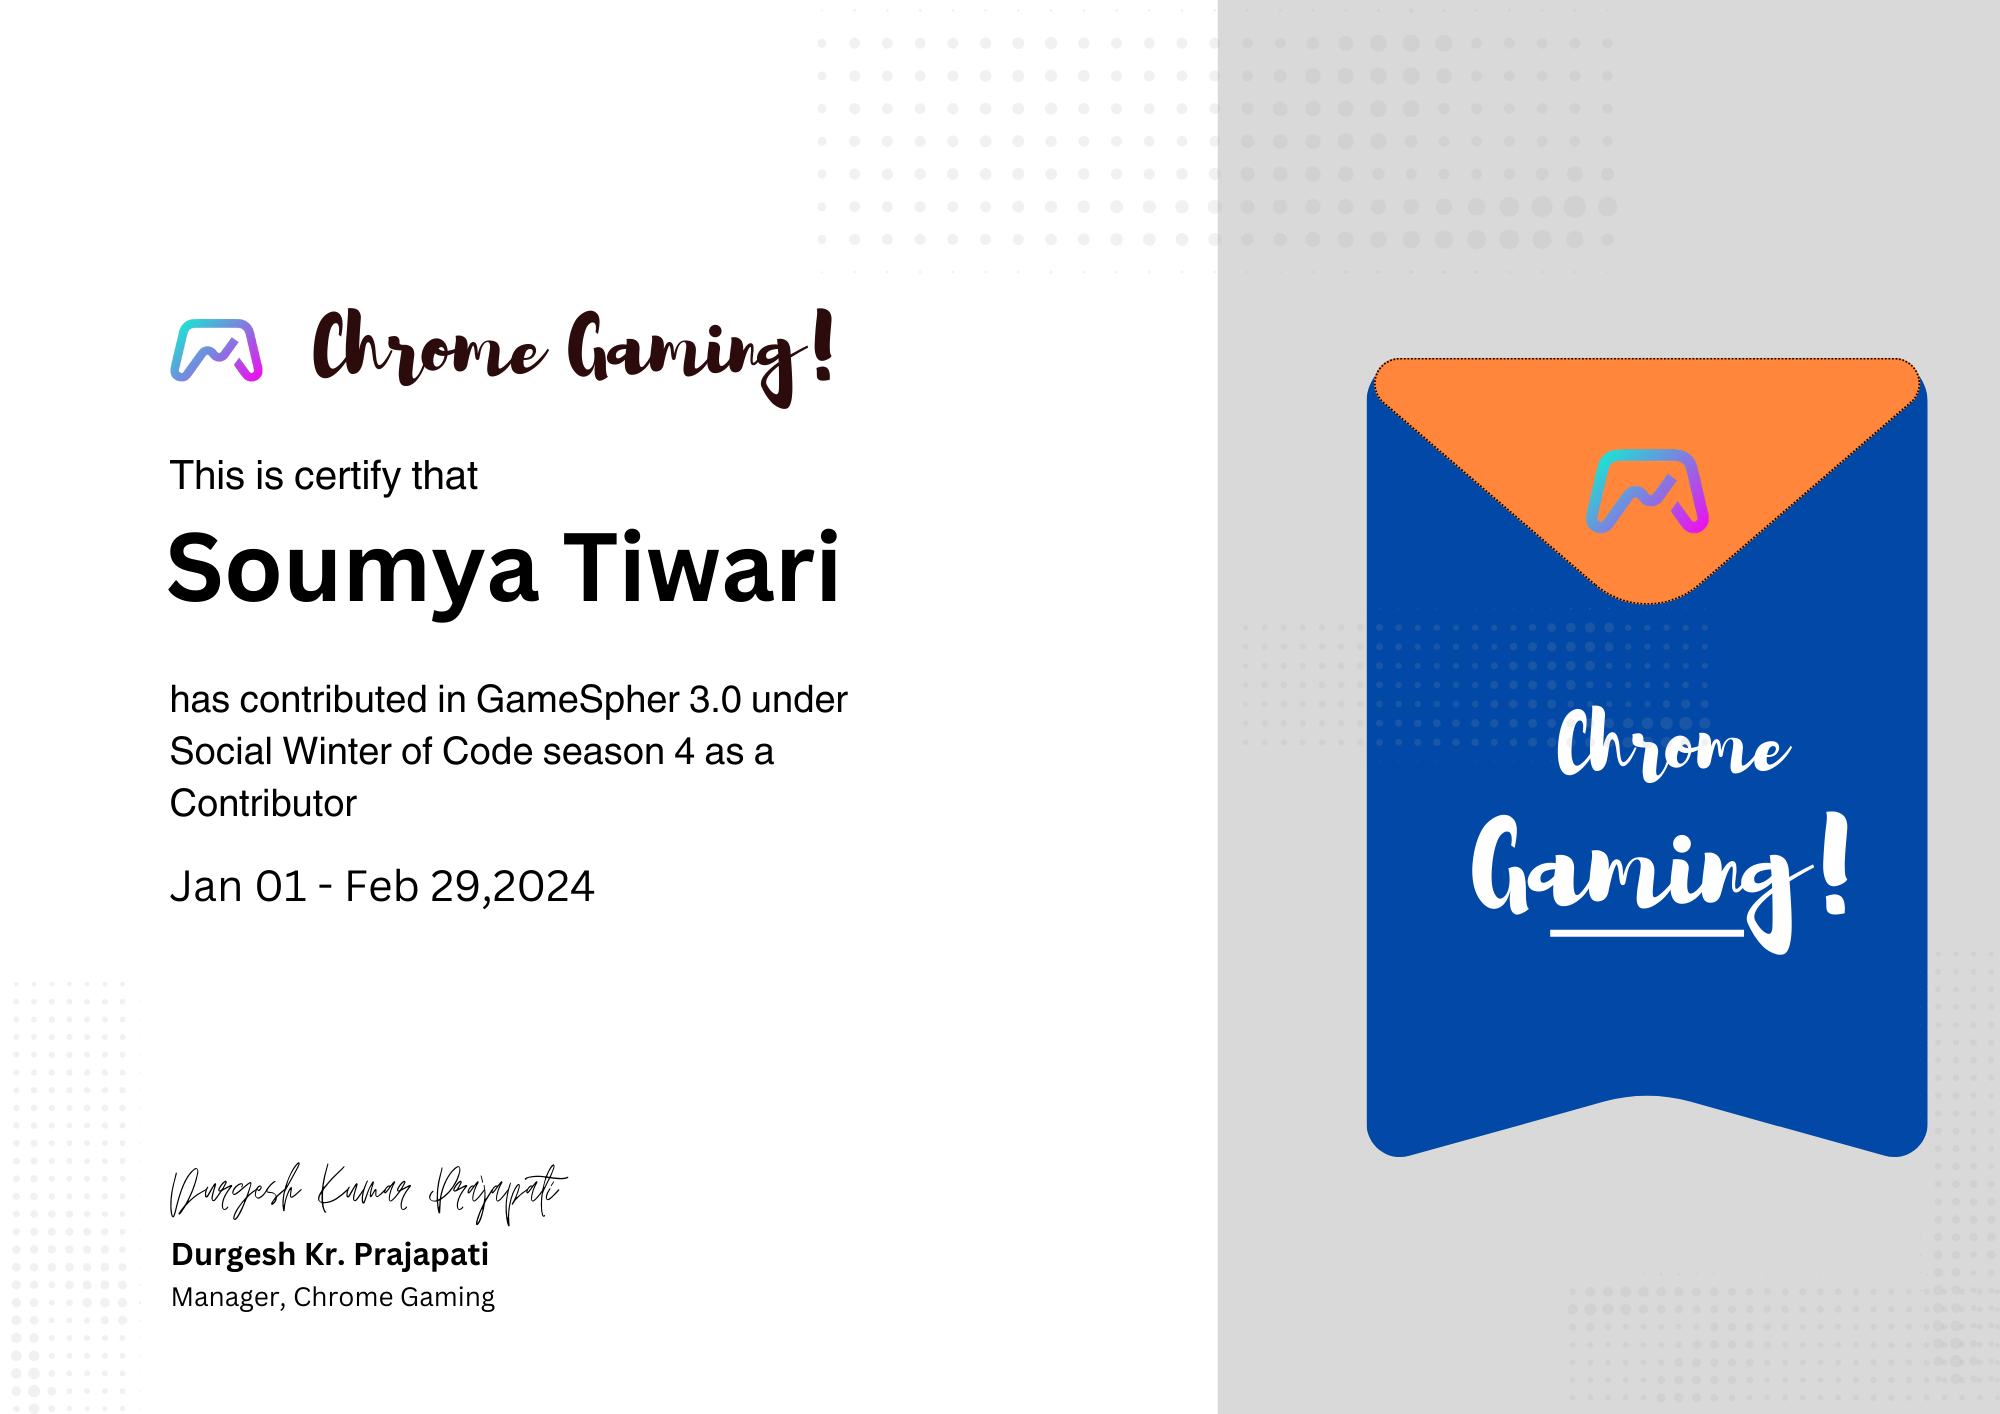 Chrome Gaming!
This is certify that
Soumya Tiwari
has contributed in GameSpher 3.0 under
Social Winter of Code season 4 as a
Contributor
Jan 01 - Feb 29,2024
Durgesh Kumar Prajapati
Durgesh Kr. Prajapati
Manager, Chrome Gaming
Chrome
Gaming!